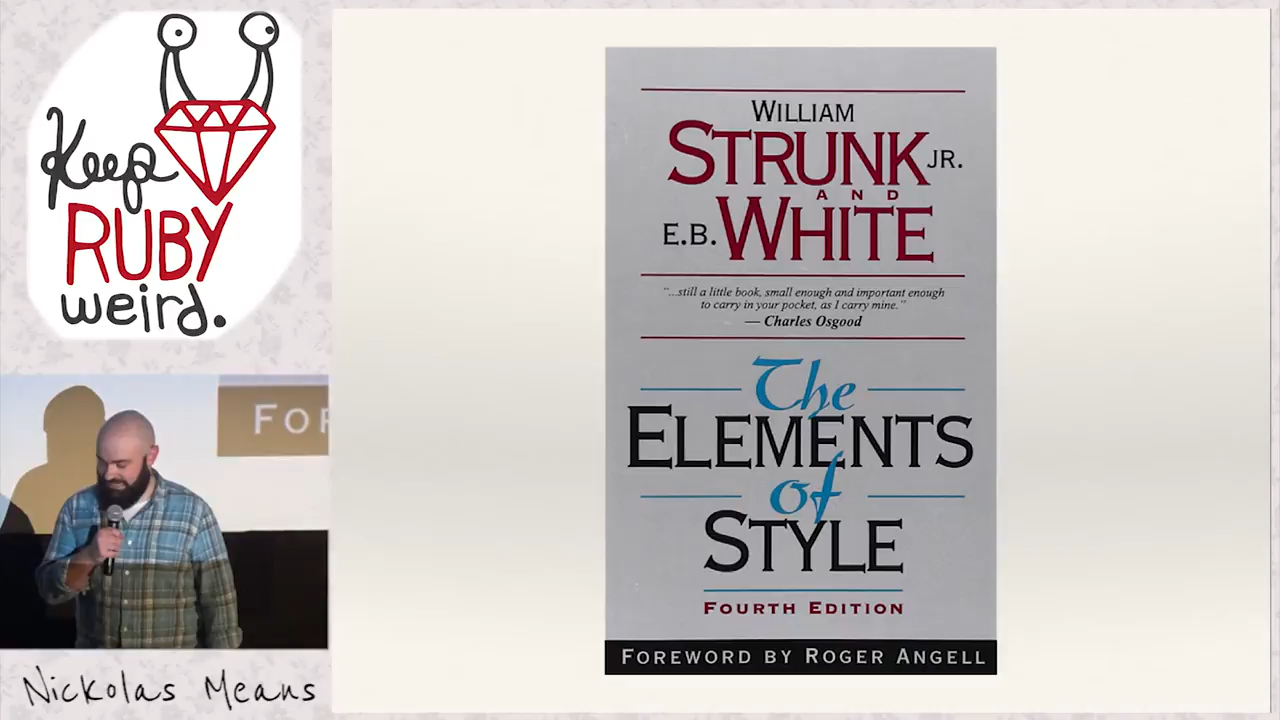 Keep
RUBY
weird.
FOR
Nickolas Means
WILLIAM
STRUNK JR.
AND
E.B. WHITE
"...still a little book, small enough and important enough
to carry in your pocket, as I carry mine."
— Charles Osgood
The
ELEMENTS
of
STYLE
FOURTH EDITION
FOREWORD BY ROGER ANGELL